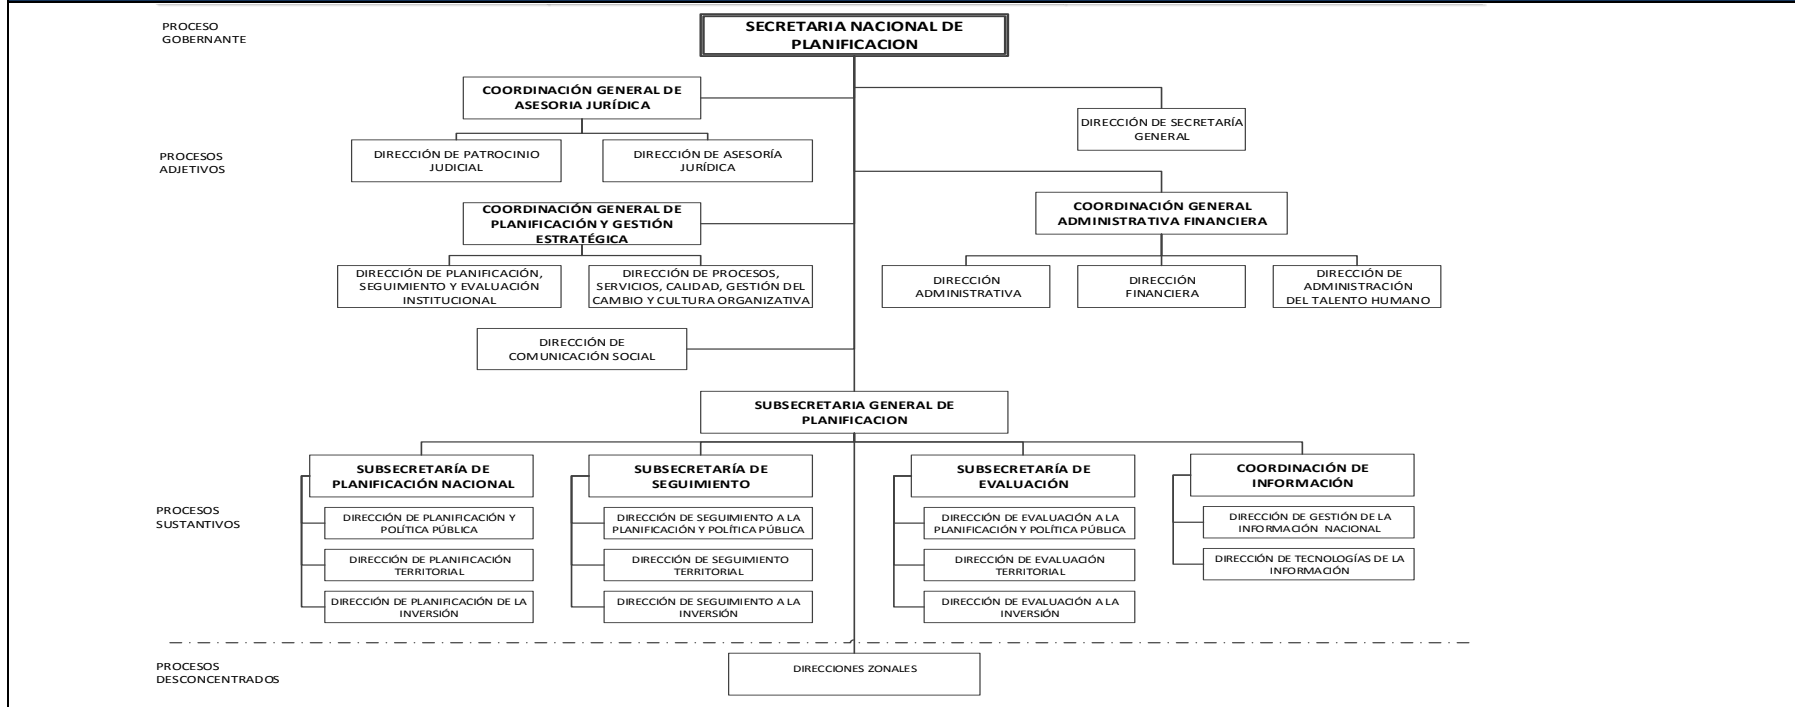 PROCESO
GOBERNANTE
SECRETARIA NACIONAL DE
PLANIFICACION
COORDINACIÓN GENERAL DE
ASESORIA JURÍDICA
DIRECCIÓN DE SECRETARÍA
GENERAL
PROCESOS
ADJETIVOS
DIRECCIÓN DE PATROCINIO
JUDICIAL
DIRECCIÓN DE ASESORÍA
JURÍDICA
COORDINACIÓN GENERAL DE
PLANIFICACIÓN Y GESTIÓN
ESTRATÉGICA
COORDINACIÓN GENERAL
ADMINISTRATIVA FINANCIERA
DIRECCIÓN DE PLANIFICACIÓN,
SEGUIMIENTO Y EVALUACIÓN
INSTITUCIONAL
DIRECCIÓN DE PROCESOS,
SERVICIOS, CALIDAD, GESTIÓN DEL
CAMBIO Y CULTURA ORGANIZATIVA
DIRECCIÓN
ADMINISTRATIVA
DIRECCIÓN
FINANCIERA
DIRECCIÓN DE
ADMINISTRACIÓN
DEL TALENTO HUMANO
DIRECCIÓN DE
COMUNICACIÓN SOCIAL
SUBSECRETARIA GENERAL DE
PLANIFICACION
PROCESOS
SUSTANTIVOS
SUBSECRETARÍA DE
PLANIFICACIÓN NACIONAL
DIRECCIÓN DE PLANIFICACIÓN Y
POLÍTICA PÚBLICA
DIRECCIÓN DE PLANIFICACIÓN
TERRITORIAL
DIRECCIÓN DE PLANIFICACIÓN DE LA
INVERSIÓN
SUBSECRETARÍA DE
SEGUIMIENTO
DIRECCIÓN DE SEGUIMIENTO A LA
PLANIFICACIÓN Y POLÍTICA PÚBLICA
DIRECCIÓN DE SEGUIMIENTO
TERRITORIAL
DIRECCIÓN DE SEGUIMIENTO A LA
INVERSIÓN
SUBSECRETARÍA DE
EVALUACIÓN
DIRECCIÓN DE EVALUACIÓN A LA
PLANIFICACIÓN Y POLÍTICA PÚBLICA
DIRECCIÓN DE EVALUACIÓN
TERRITORIAL
DIRECCIÓN DE EVALUACIÓN A LA
INVERSIÓN
COORDINACIÓN DE
INFORMACIÓN
DIRECCIÓN DE GESTIÓN DE LA
INFORMACIÓN NACIONAL
DIRECCIÓN DE TECNOLOGÍAS DE LA
INFORMACIÓN
PROCESOS
DESCONCENTRADOS
DIRECCIONES ZONALES